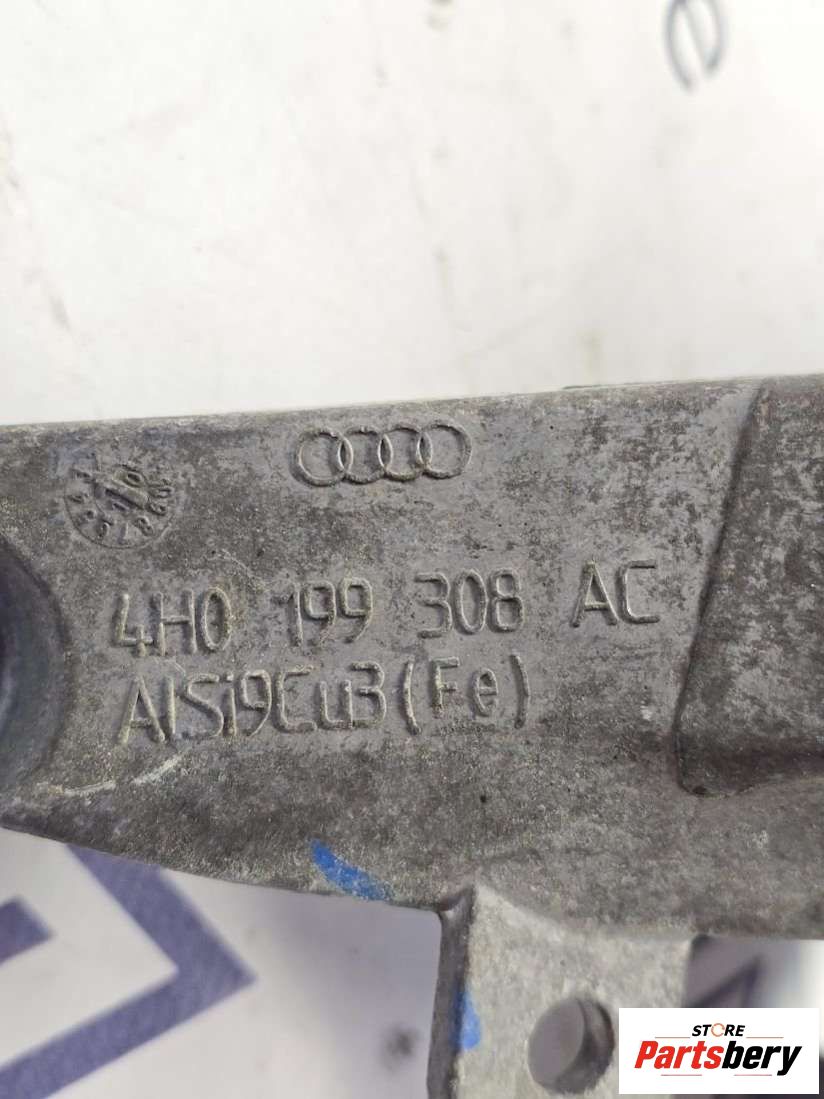 e
4H0 199 308 AC
AlSi9Cu3(Fe)
STORE
Partsbery